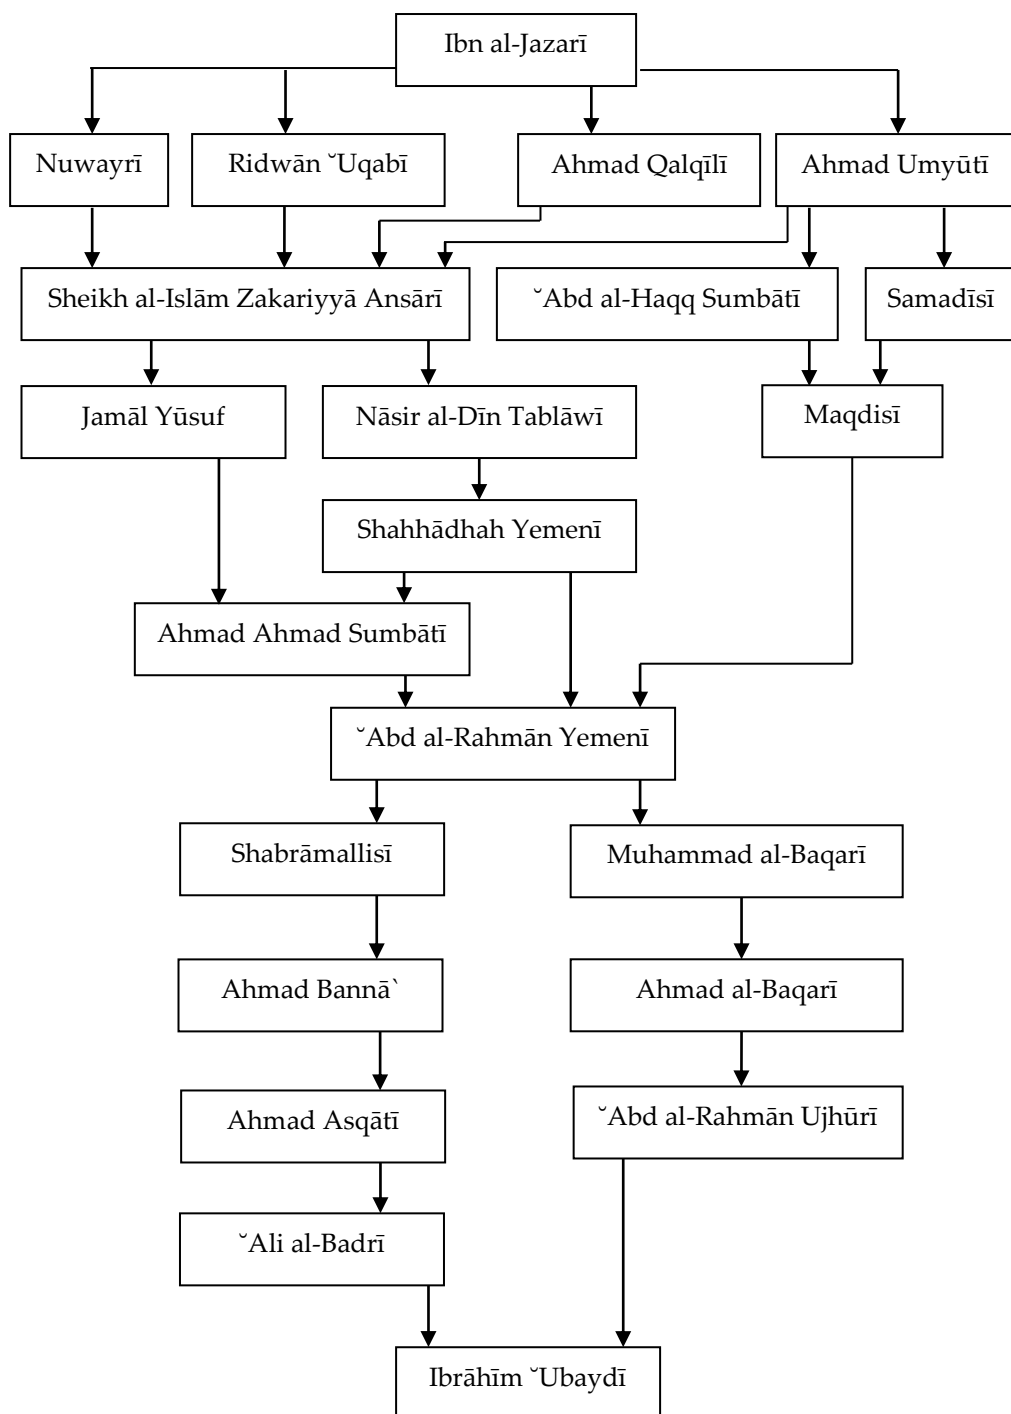 Ibn al-Jazarī
Nuwayrī
Ridwān ˘Uqabī
Ahmad Qalqīlī
Ahmad Umyūtī
Sheikh al-Islām Zakariyyā Ansārī
˘Abd al-Haqq Sumbātī
Samadīsī
Jamāl Yūsuf
Nāsir al-Dīn Tablāwī
Maqdisī
Shahhādhah Yemenī
Ahmad Ahmad Sumbātī
˘Abd al-Rahmān Yemenī
Shabrāmallisī
Muhammad al-Baqarī
Ahmad Bannā`
Ahmad al-Baqarī
Ahmad Asqātī
˘Abd al-Rahmān Ujhūrī
˘Ali al-Badrī
Ibrāhīm ˘Ubaydī